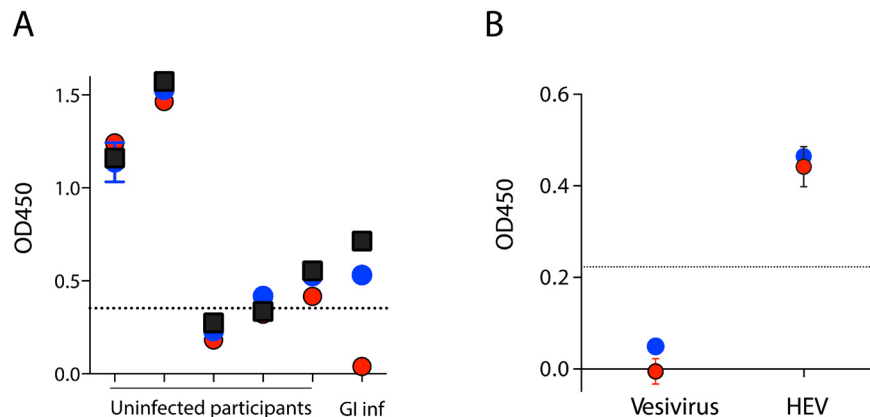 A
OD450
1.5
1.0
0.5
0.0
Uninfected participants
GI inf
B
OD450
0.6
0.4
0.2
0.0
Vesivirus
HEV